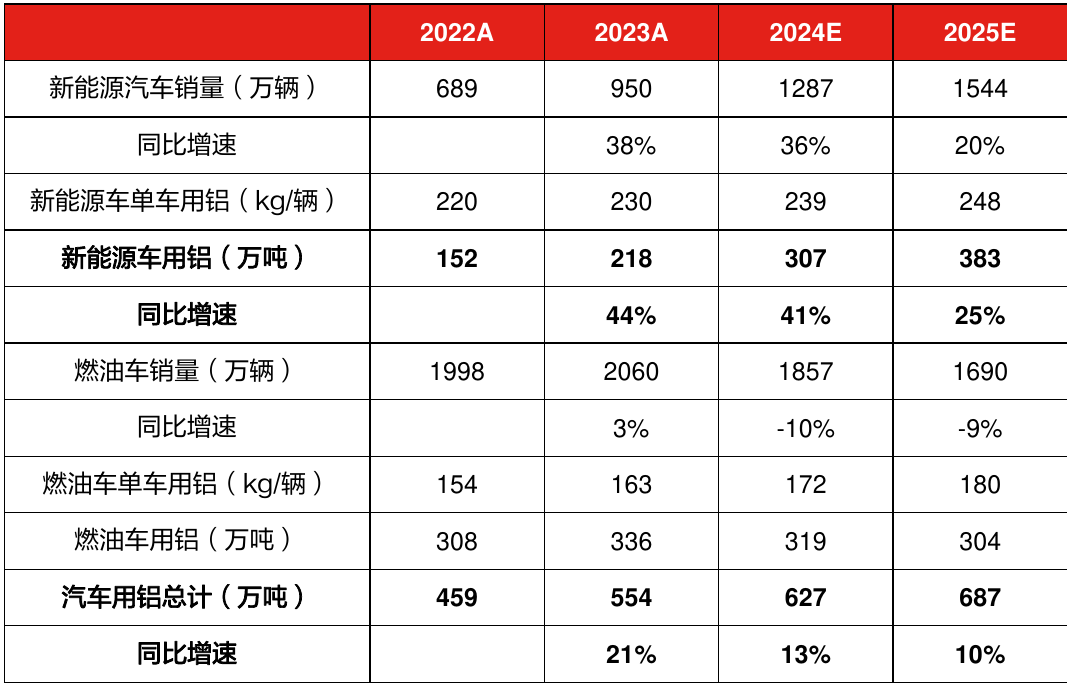 2022A 2023A 2024E 2025E
新能源汽车销量（万辆） 689 950 1287 1544
同比增速 38% 36% 20%
新能源车单车用铝（kg/辆） 220 230 239 248
新能源车用铝（万吨） 152 218 307 383
同比增速 44% 41% 25%
燃油车销量（万辆） 1998 2060 1857 1690
同比增速 3% -10% -9%
燃油车单车用铝（kg/辆） 154 163 172 180
燃油车用铝（万吨） 308 336 319 304
汽车用铝总计（万吨） 459 554 627 687
同比增速 21% 13% 10%